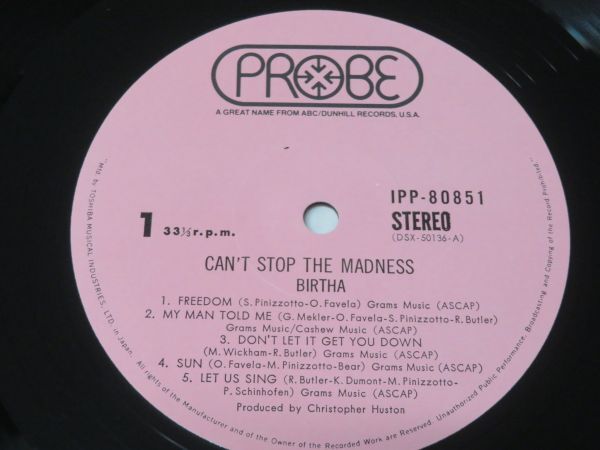 PROBE
A GREAT NAME FROM ABC/DUNHILL RECORDS, U.S.A.
IPP-80851
1 33⅓ r.p.m. STEREO
(DSX-50136-A)
CAN'T STOP THE MADNESS
BIRTHA
1. FREEDOM (S. Pinizzotto-O. Favela) Grams Music (ASCAP)
2. MY MAN TOLD ME (G. Mekler-O. Favela-S. Pinizzotto-R. Butler)
Grams Music/Cashew Music (ASCAP)
3. DON'T LET IT GET YOU DOWN
(M. Wickham-R. Butler) Grams Music (ASCAP)
4. SUN (O. Favela-M. Pinizzotto-Bear) Grams Music (ASCAP)
5. LET US SING (R. Butler-K. Dumont-M. Pinizzotto-
P. Schinhofen) Grams Music (ASCAP)
Produced by Christopher Huston
"Mfd. by TOSHIBA MUSICAL INDUSTRIES, LTD. in Japan. All rights of the Manufacturer and of the Owner of the Recorded Work are Reserved. Unauthorized Public Performance, Broadcasting and Copying of the Record Prohibited."